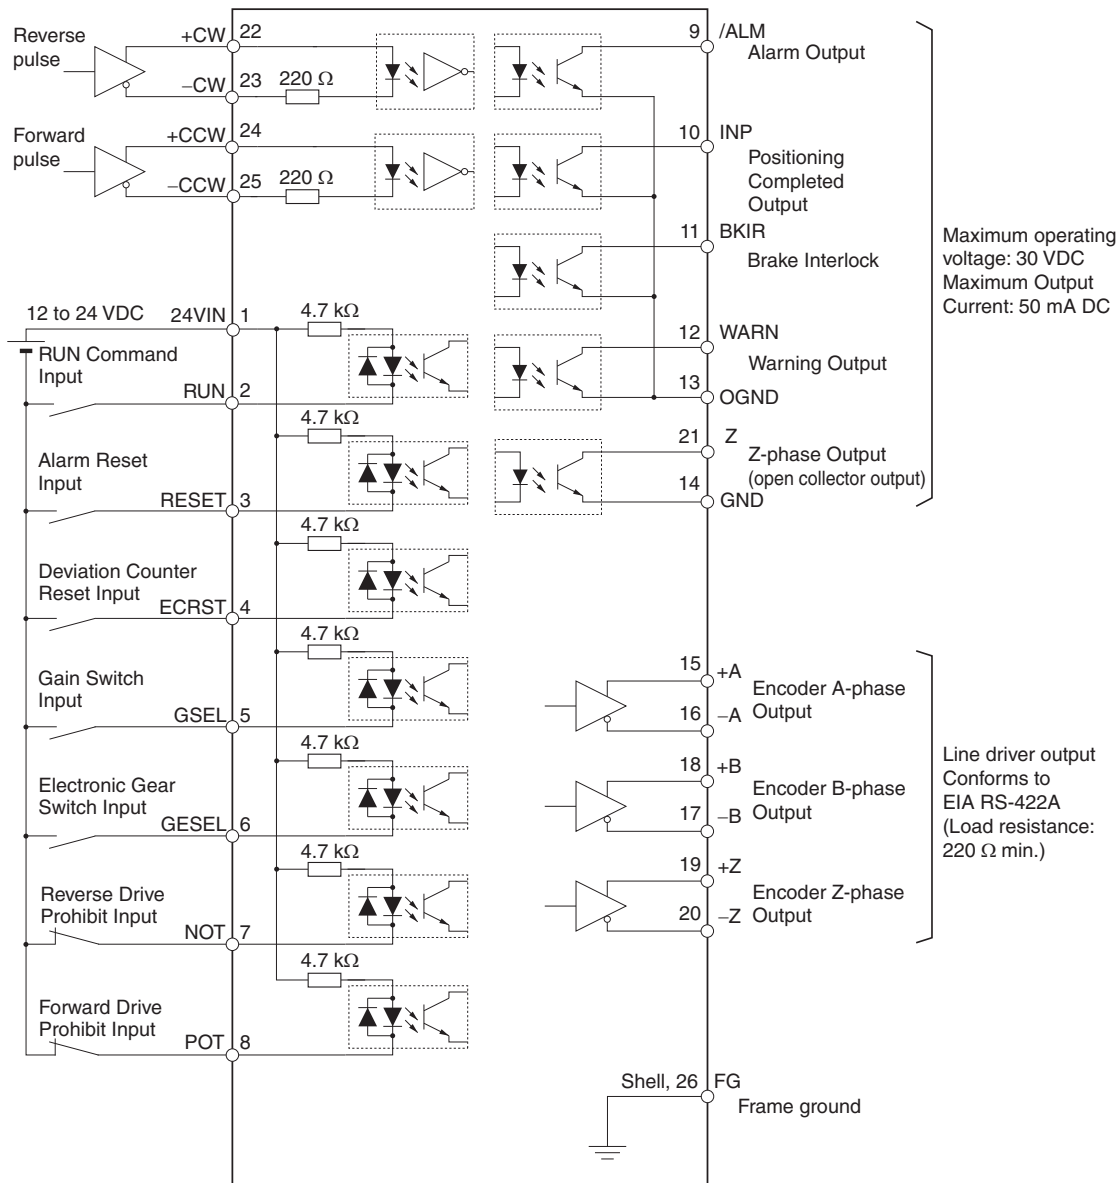 Reverse
pulse
+CW
22
−CW
23
220 Ω
Forward
pulse
+CCW
24
−CCW
25
220 Ω
12 to 24 VDC
24VIN
1
4.7 kΩ
RUN Command
Input
RUN
2
4.7 kΩ
Alarm Reset
Input
RESET
3
4.7 kΩ
Deviation Counter
Reset Input
ECRST
4
4.7 kΩ
Gain Switch
Input
GSEL
5
4.7 kΩ
Electronic Gear
Switch Input
GESEL
6
4.7 kΩ
Reverse Drive
Prohibit Input
NOT
7
4.7 kΩ
Forward Drive
Prohibit Input
POT
8
9
/ALM
Alarm Output
10
INP
Positioning
Completed
Output
11
BKIR
Brake Interlock
12
WARN
Warning Output
13
OGND
21
Z
Z-phase Output
(open collector output)
14
GND
Maximum operating
voltage: 30 VDC
Maximum Output
Current: 50 mA DC
15
+A
Encoder A-phase
Output
16
−A
18
+B
Encoder B-phase
Output
17
−B
19
+Z
Encoder Z-phase
Output
20
−Z
Line driver output
Conforms to
EIA RS-422A
(Load resistance:
220 Ω min.)
Shell, 26
FG
Frame ground